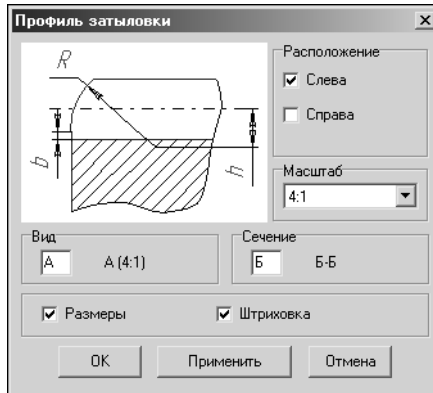 Профиль затыловки
R
b
h
Расположение
Слева
Справа
Масштаб
4:1
Вид
А
А (4:1)
Сечение
Б
Б-Б
Размеры
Штриховка
OK
Применить
Отмена